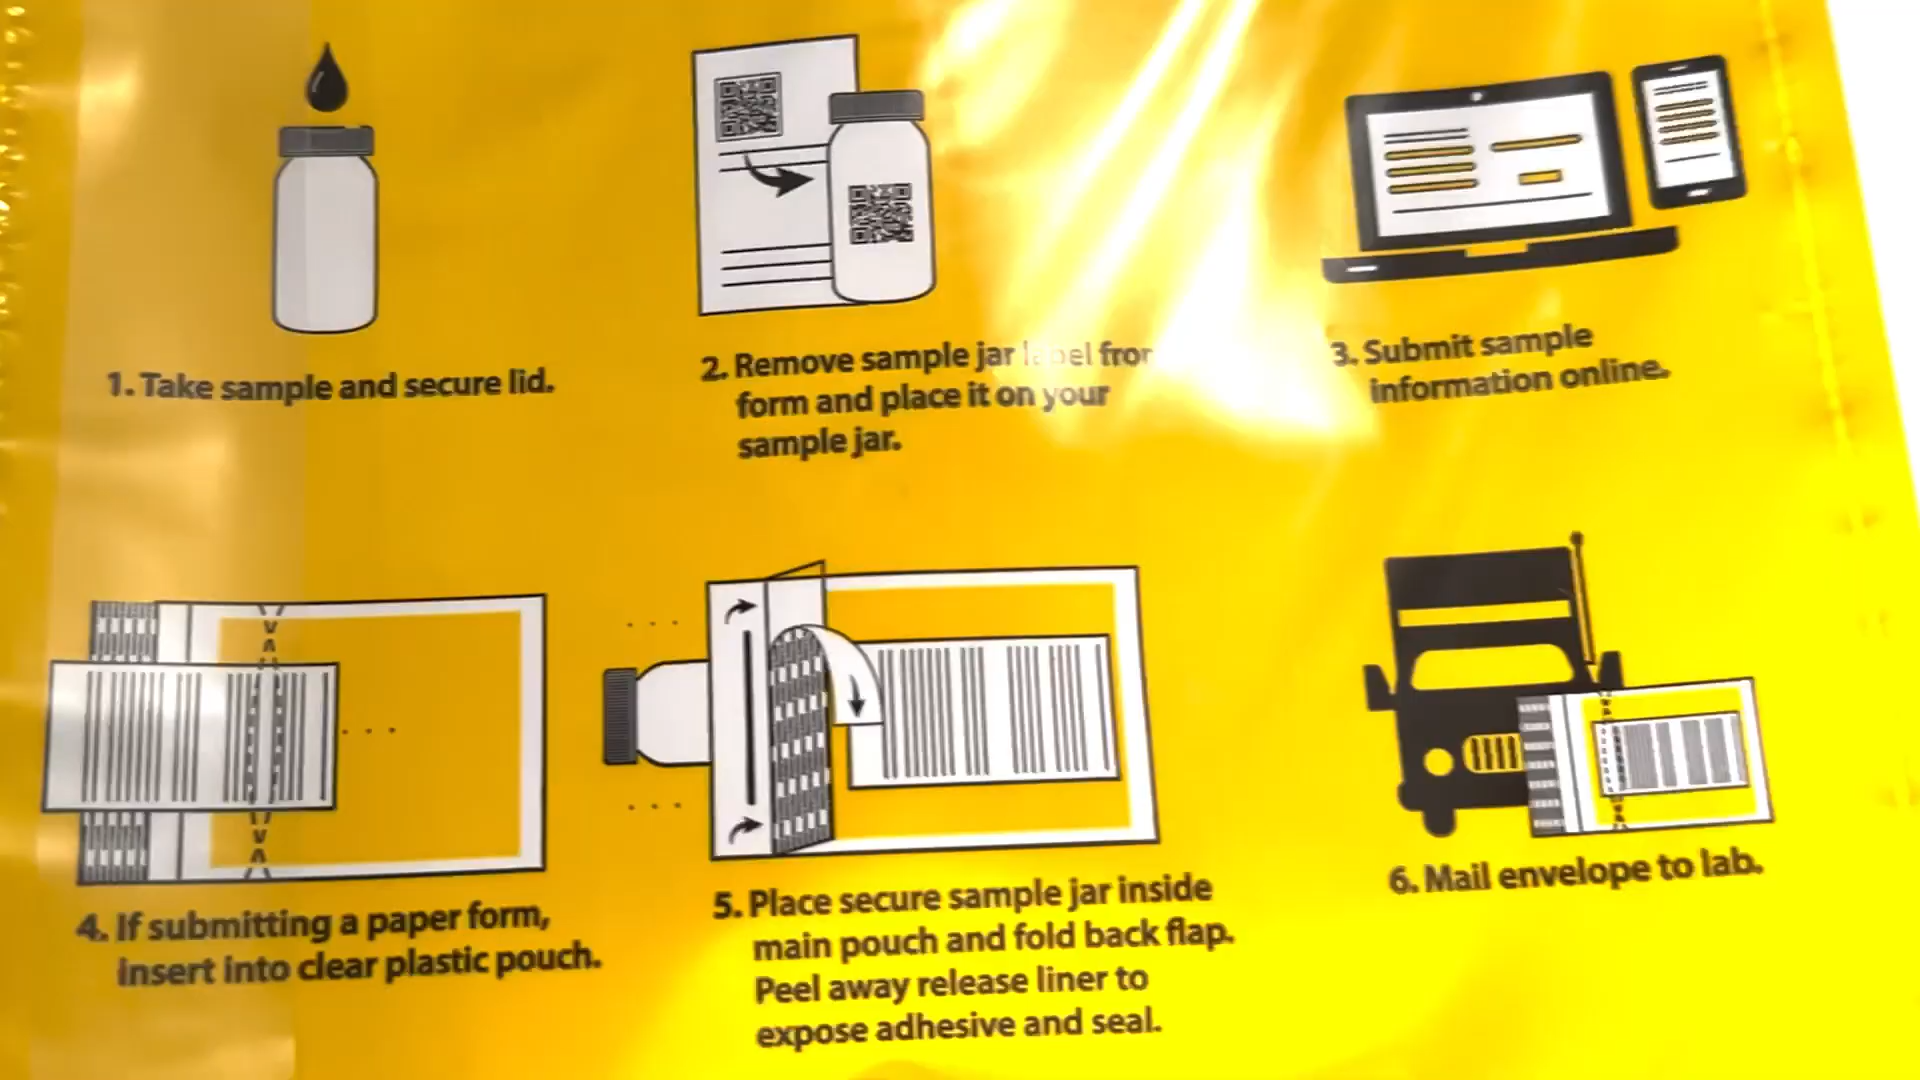 1. Take sample and secure lid.
2. Remove sample jar label from
form and place it on your
sample jar.
3. Submit sample
information online.
4. If submitting a paper form,
insert into clear plastic pouch.
5. Place secure sample jar inside
main pouch and fold back flap.
Peel away release liner to
expose adhesive and seal.
6. Mail envelope to lab.